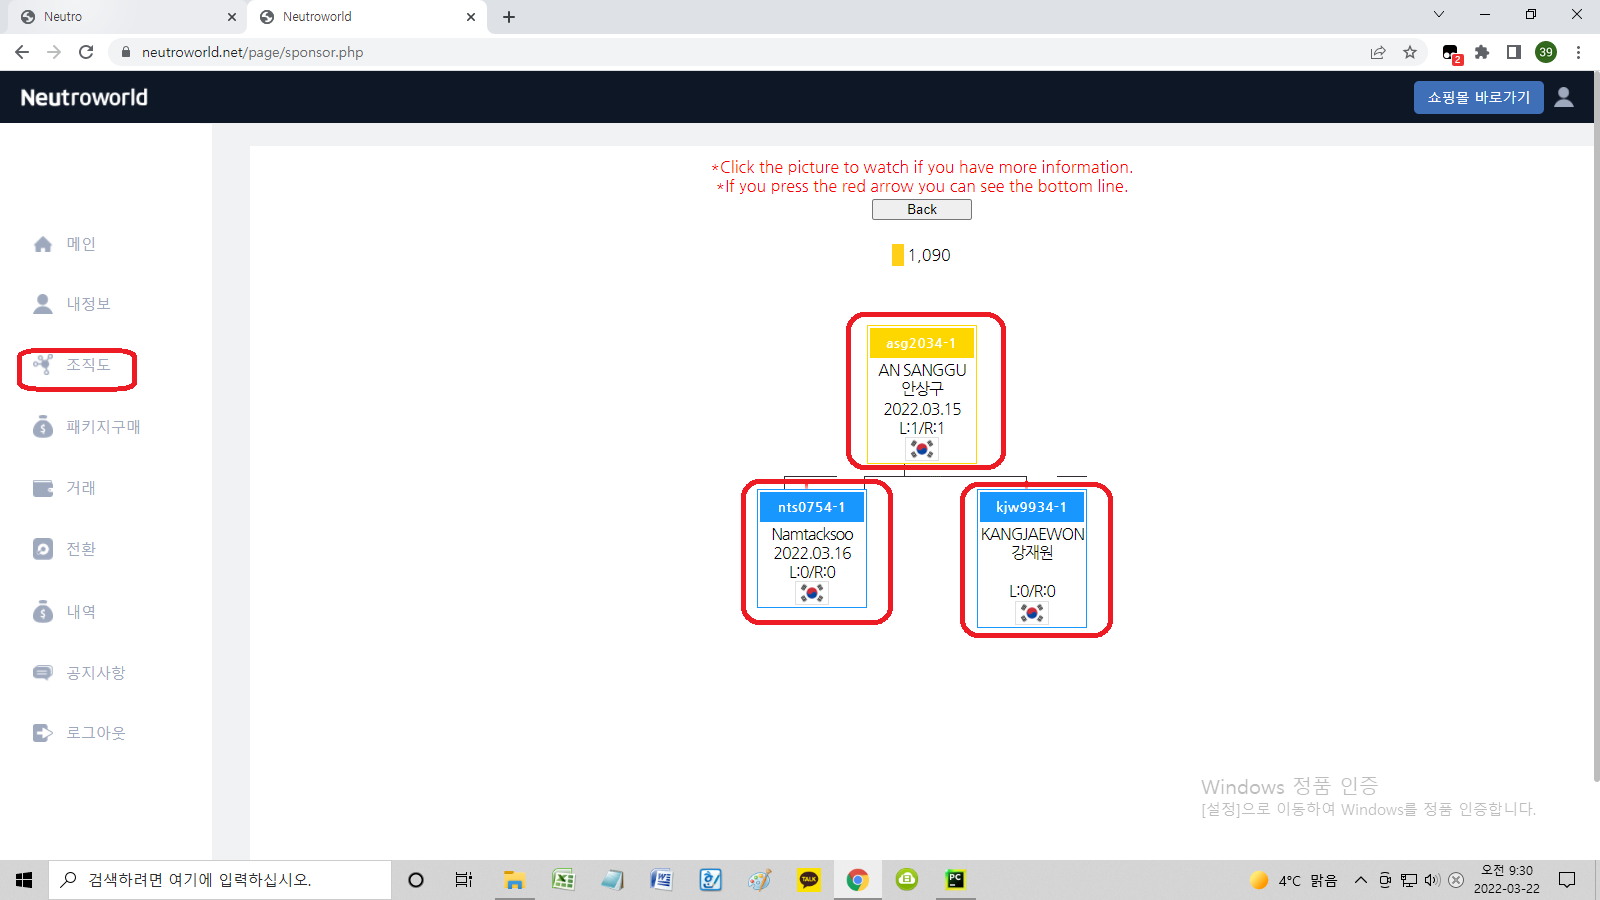 Neutro
Neutroworld
neutroworld.net/page/sponsor.php
2
39
Neutroworld
쇼핑몰 바로가기
메인
내정보
조직도
패키지구매
거래
전환
내역
공지사항
로그아웃
*Click the picture to watch if you have more information.
*If you press the red arrow you can see the bottom line.
Back
1,090
asg2034-1
AN SANGGU
안상구
2022.03.15
L:1/R:1
nts0754-1
Namtacksoo
2022.03.16
L:0/R:0
kjw9934-1
KANGJAEWON
강재원
L:0/R:0
Windows 정품 인증
[설정]으로 이동하여 Windows를 정품 인증합니다.
검색하려면 여기에 입력하십시오.
TALK
PC
4°C 맑음
오전 9:30
2022-03-22